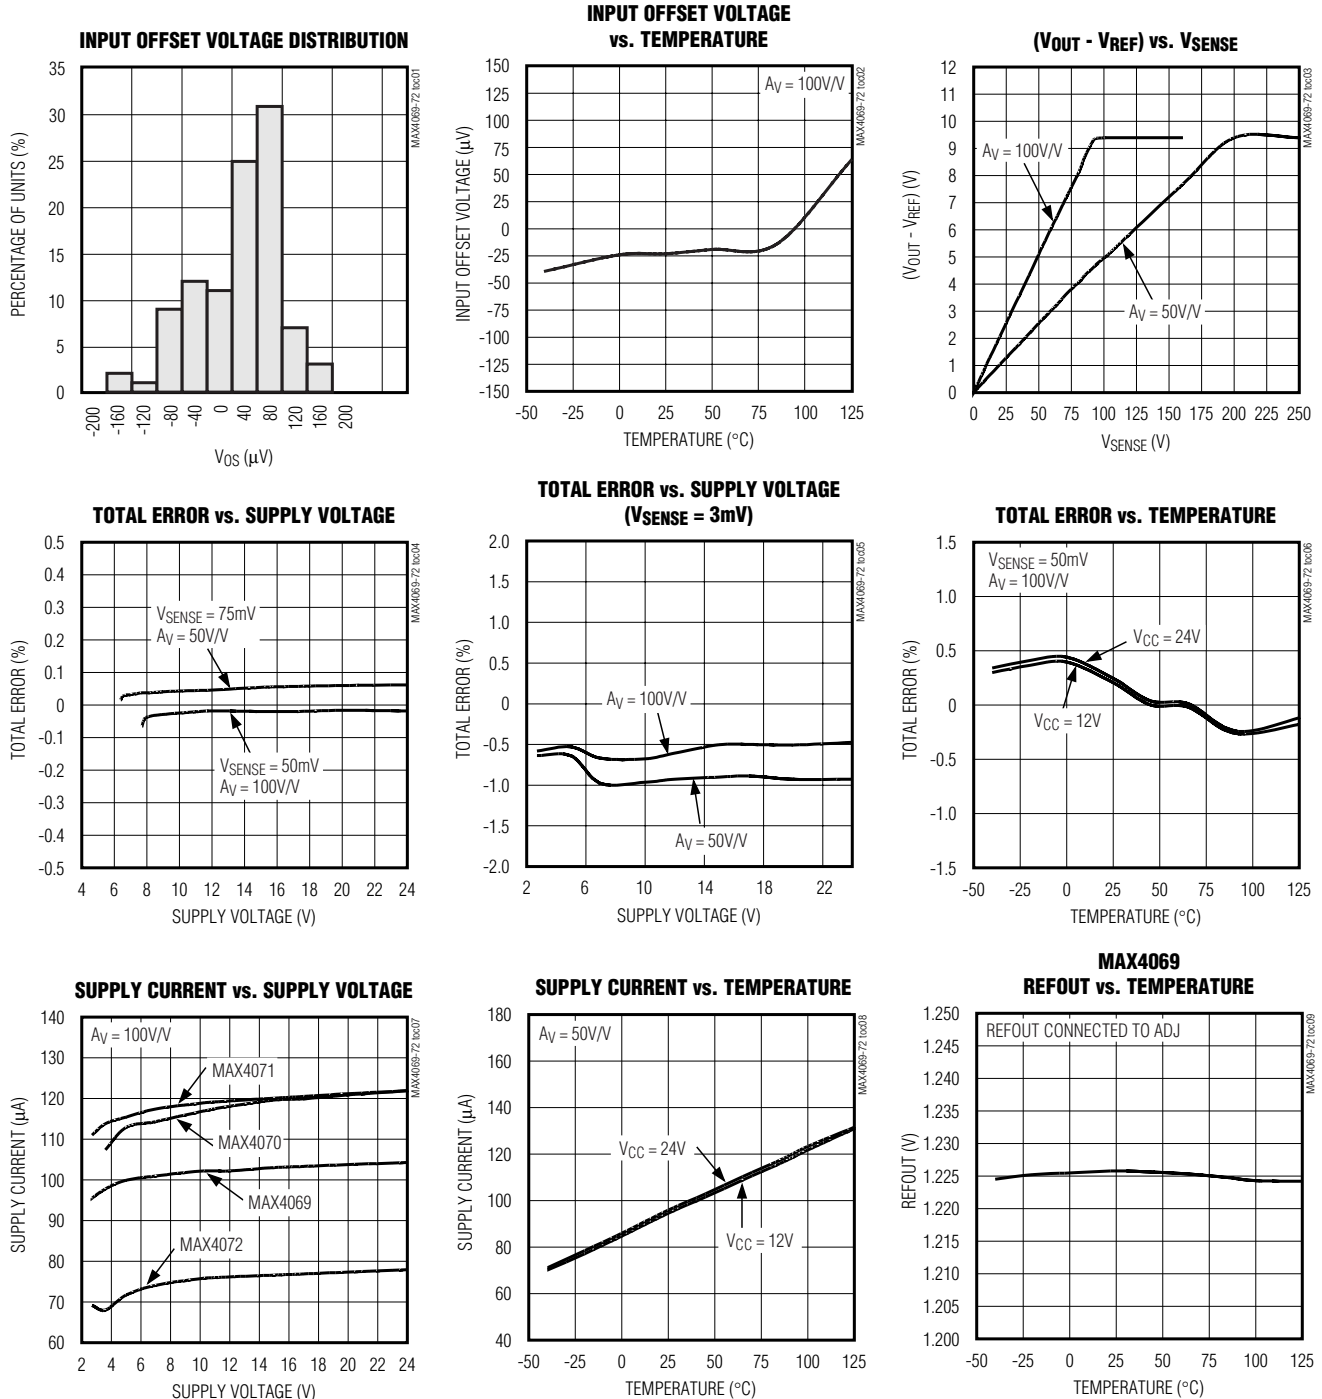 INPUT OFFSET VOLTAGE DISTRIBUTION
35
30
25
20
15
10
5
0
PERCENTAGE OF UNITS (%)
-200
-160
-120
-80
-40
0
40
80
120
160
200
VOS (μV)
MAX4069-72 toc01
INPUT OFFSET VOLTAGE
vs. TEMPERATURE
150
125
100
75
50
25
0
-25
-50
-75
-100
-125
-150
INPUT OFFSET VOLTAGE (μV)
AV = 100V/V
-50 -25 0 25 50 75 100 125
TEMPERATURE (°C)
MAX4069-72 toc02
(VOUT - VREF) vs. VSENSE
12
11
10
9
8
7
6
5
4
3
2
1
0
(VOUT - VREF) (V)
AV = 100V/V
AV = 50V/V
0 25 50 75 100 125 150 175 200 225 250
VSENSE (V)
MAX4069-72 toc03
TOTAL ERROR vs. SUPPLY VOLTAGE
0.5
0.4
0.3
0.2
0.1
0
-0.1
-0.2
-0.3
-0.4
-0.5
TOTAL ERROR (%)
VSENSE = 75mV
AV = 50V/V
VSENSE = 50mV
AV = 100V/V
4 6 8 10 12 14 16 18 20 22 24
SUPPLY VOLTAGE (V)
MAX4069-72 toc04
TOTAL ERROR vs. SUPPLY VOLTAGE
(VSENSE = 3mV)
2.0
1.5
1.0
0.5
0
-0.5
-1.0
-1.5
-2.0
TOTAL ERROR (%)
AV = 100V/V
AV = 50V/V
2 6 10 14 18 22
SUPPLY VOLTAGE (V)
MAX4069-72 toc05
TOTAL ERROR vs. TEMPERATURE
1.5
1.0
0.5
0
-0.5
-1.0
-1.5
TOTAL ERROR (%)
VSENSE = 50mV
AV = 100V/V
VCC = 24V
VCC = 12V
-50 -25 0 25 50 75 100 125
TEMPERATURE (°C)
MAX4069-72 toc06
SUPPLY CURRENT vs. SUPPLY VOLTAGE
140
130
120
110
100
90
80
70
60
SUPPLY CURRENT (μA)
AV = 100V/V
MAX4071
MAX4070
MAX4069
MAX4072
2 4 6 8 10 12 14 16 18 20 22 24
SUPPLY VOLTAGE (V)
MAX4069-72 toc07
SUPPLY CURRENT vs. TEMPERATURE
180
160
140
120
100
80
60
40
SUPPLY CURRENT (μA)
AV = 50V/V
VCC = 24V
VCC = 12V
-50 -25 0 25 50 75 100 125
TEMPERATURE (°C)
MAX4069-72 toc08
MAX4069
REFOUT vs. TEMPERATURE
1.250
1.245
1.240
1.235
1.230
1.225
1.220
1.215
1.210
1.205
1.200
REFOUT (V)
REFOUT CONNECTED TO ADJ
-50 -25 0 25 50 75 100 125
TEMPERATURE (°C)
MAX4069-72 toc09